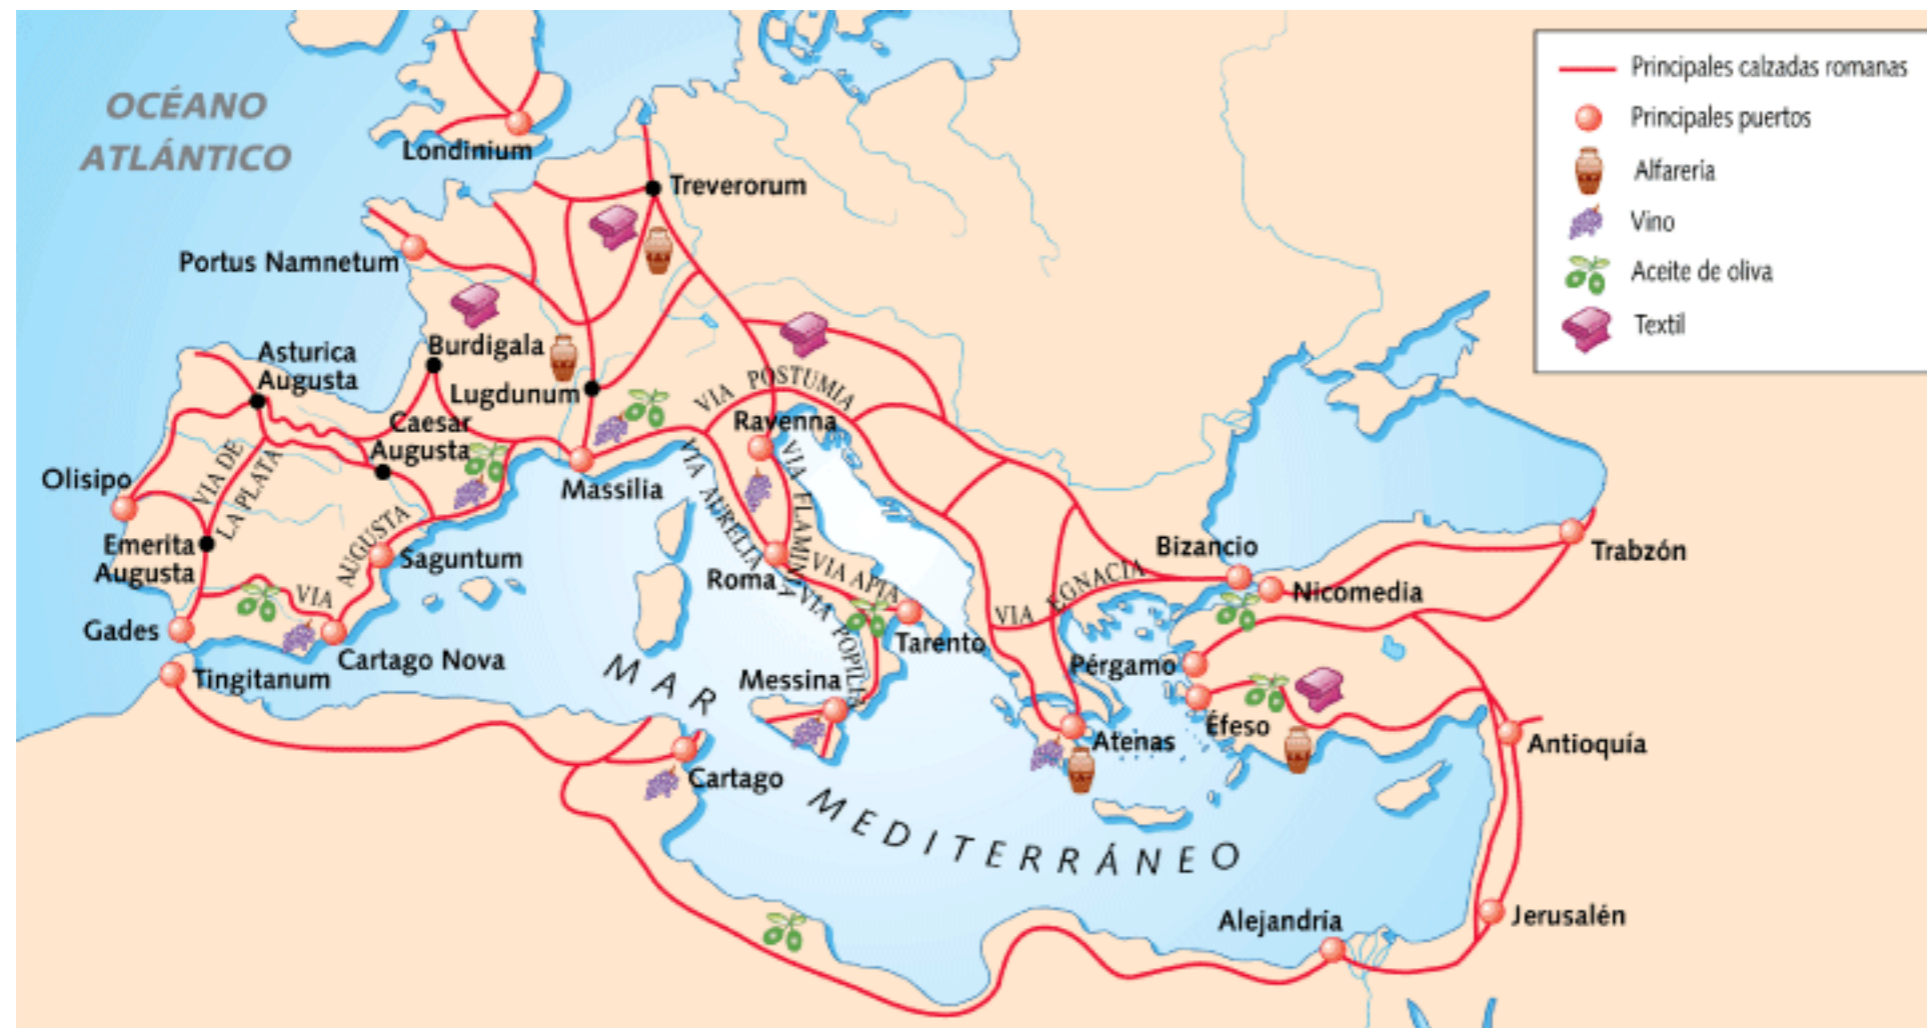 OCÉANO
ATLÁNTICO
Principales calzadas romanas
Principales puertos
Alfarería
Vino
Aceite de oliva
Textil
Londinium
Treverorum
Portus Namnetum
Burdigala
Lugdunum
Asturica
Augusta
Caesar
Augusta
VIA POSTUMIA
Ravenna
Olisipo
VIA DE
LA PLATA
Massilia
VIA AURELIA
VIA FLAMINIA
Emerita
Augusta
VIA AUGUSTA
Saguntum
Roma
VIA APIA
VIA POPILIA
Tarento
Bizancio
Trabzón
Nicomedia
VIA EGNACIA
Gades
Cartago Nova
Tingitanum
Messina
Pérgamo
Éfeso
Atenas
Antioquía
Cartago
MAR MEDITERRÁNEO
Alejandría
Jerusalén